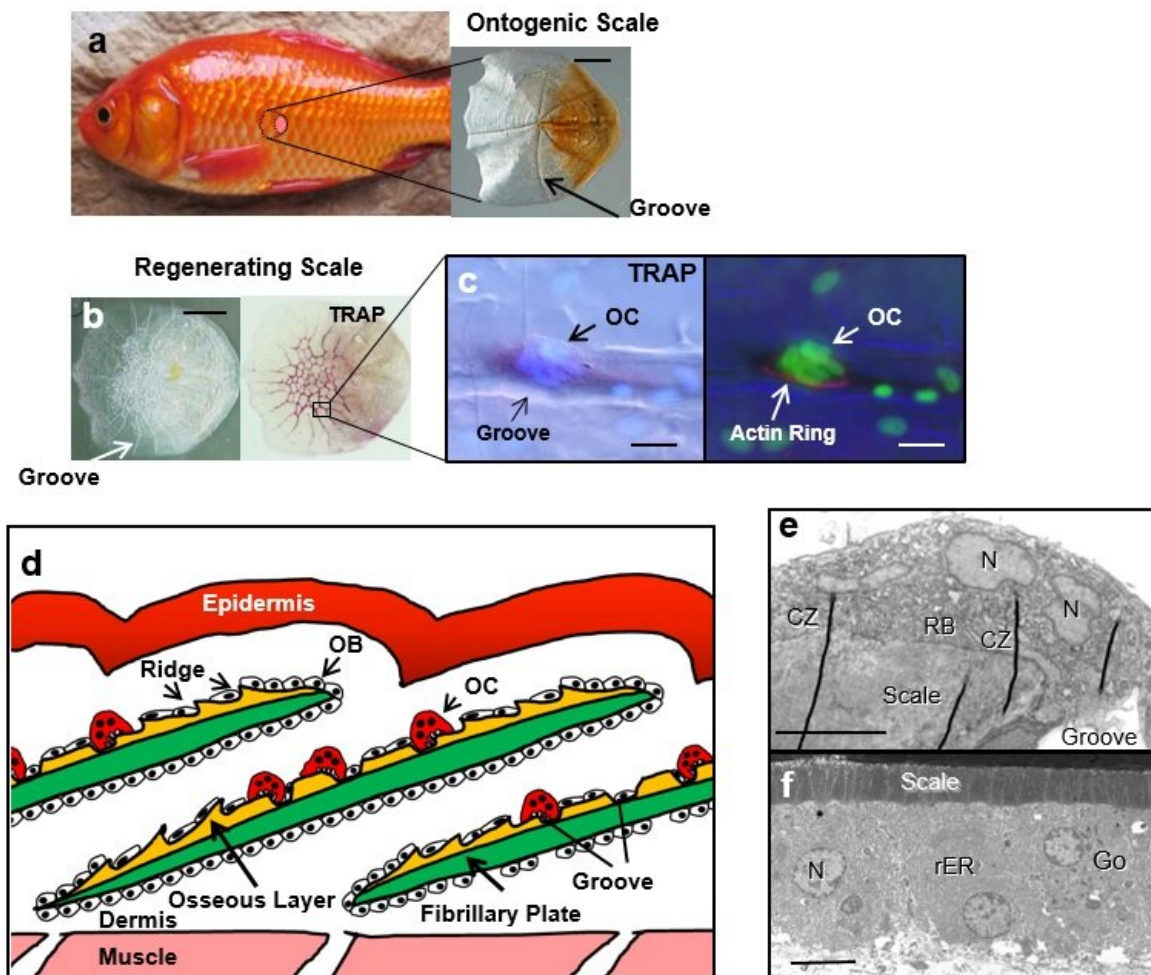 a
Ontogenic Scale
Groove
Regenerating Scale
b
TRAP
Groove
c
TRAP
OC
Groove
OC
Actin Ring
d
Epidermis
OB
Ridge
OC
Groove
Osseous Layer
Fibrillary Plate
Dermis
Muscle
e
N
N
CZ
RB
CZ
Scale
Groove
f
Scale
N
rER
Go